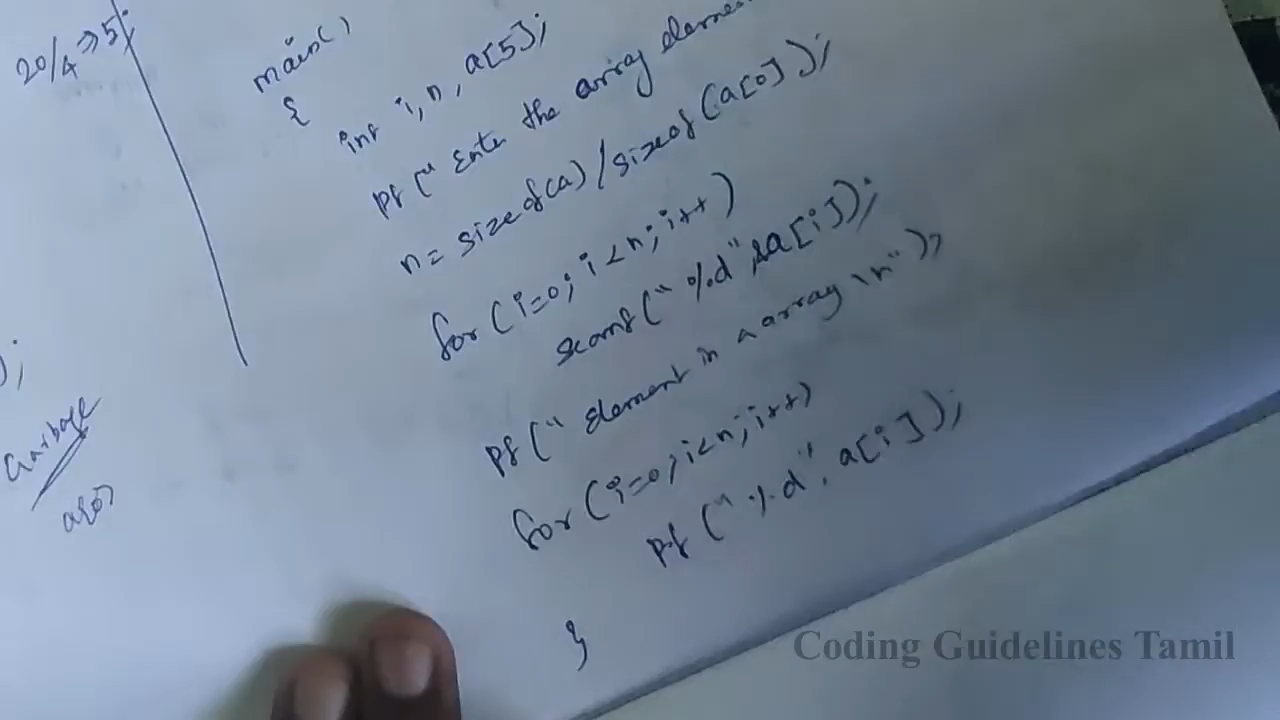 20/4 ⇒ 5;
main()
{
int i, n, a[5];
pf(" Enter the array
n = sizeof(a) / sizeof(a[0]);
for (i=0; i<n; i++)
scanf(" %d", &a[i]);
pf(" Element in a array \n");
for (i=0; i<n; i++)
pf(" %d", a[i]);
}
);
Garbage
Coding Guidelines Tamil